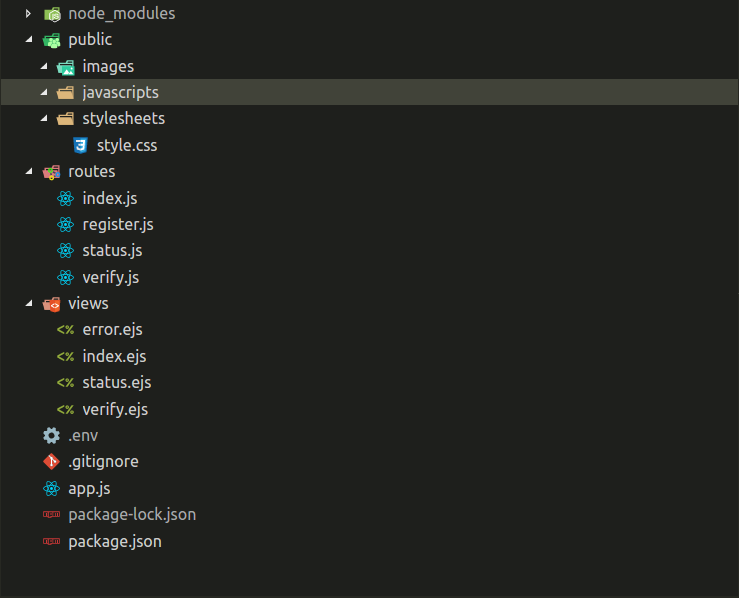 node_modules
public
images
javascripts
stylesheets
style.css
routes
index.js
register.js
status.js
verify.js
views
<% error.ejs
<% index.ejs
<% status.ejs
<% verify.ejs
.env
.gitignore
app.js
package-lock.json
package.json